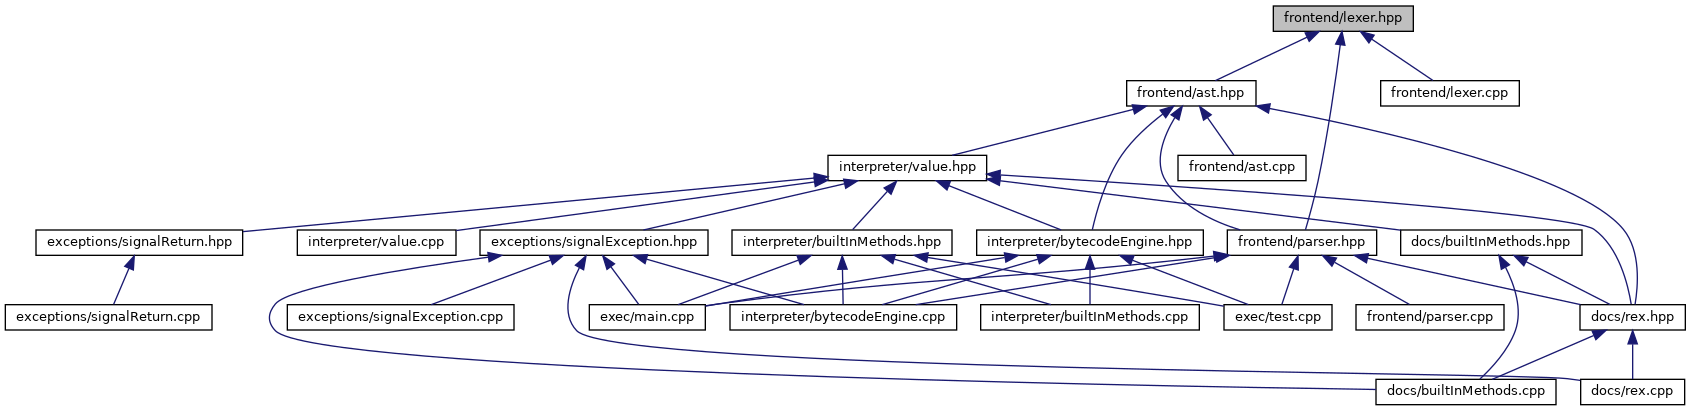 frontend/lexer.hpp
frontend/ast.hpp
frontend/lexer.cpp
interpreter/value.hpp
frontend/ast.cpp
exceptions/signalReturn.hpp
interpreter/value.cpp
exceptions/signalException.hpp
interpreter/builtInMethods.hpp
interpreter/bytecodeEngine.hpp
frontend/parser.hpp
docs/builtInMethods.hpp
exceptions/signalReturn.cpp
exceptions/signalException.cpp
exec/main.cpp
interpreter/bytecodeEngine.cpp
interpreter/builtInMethods.cpp
exec/test.cpp
frontend/parser.cpp
docs/rex.hpp
docs/builtInMethods.cpp
docs/rex.cpp